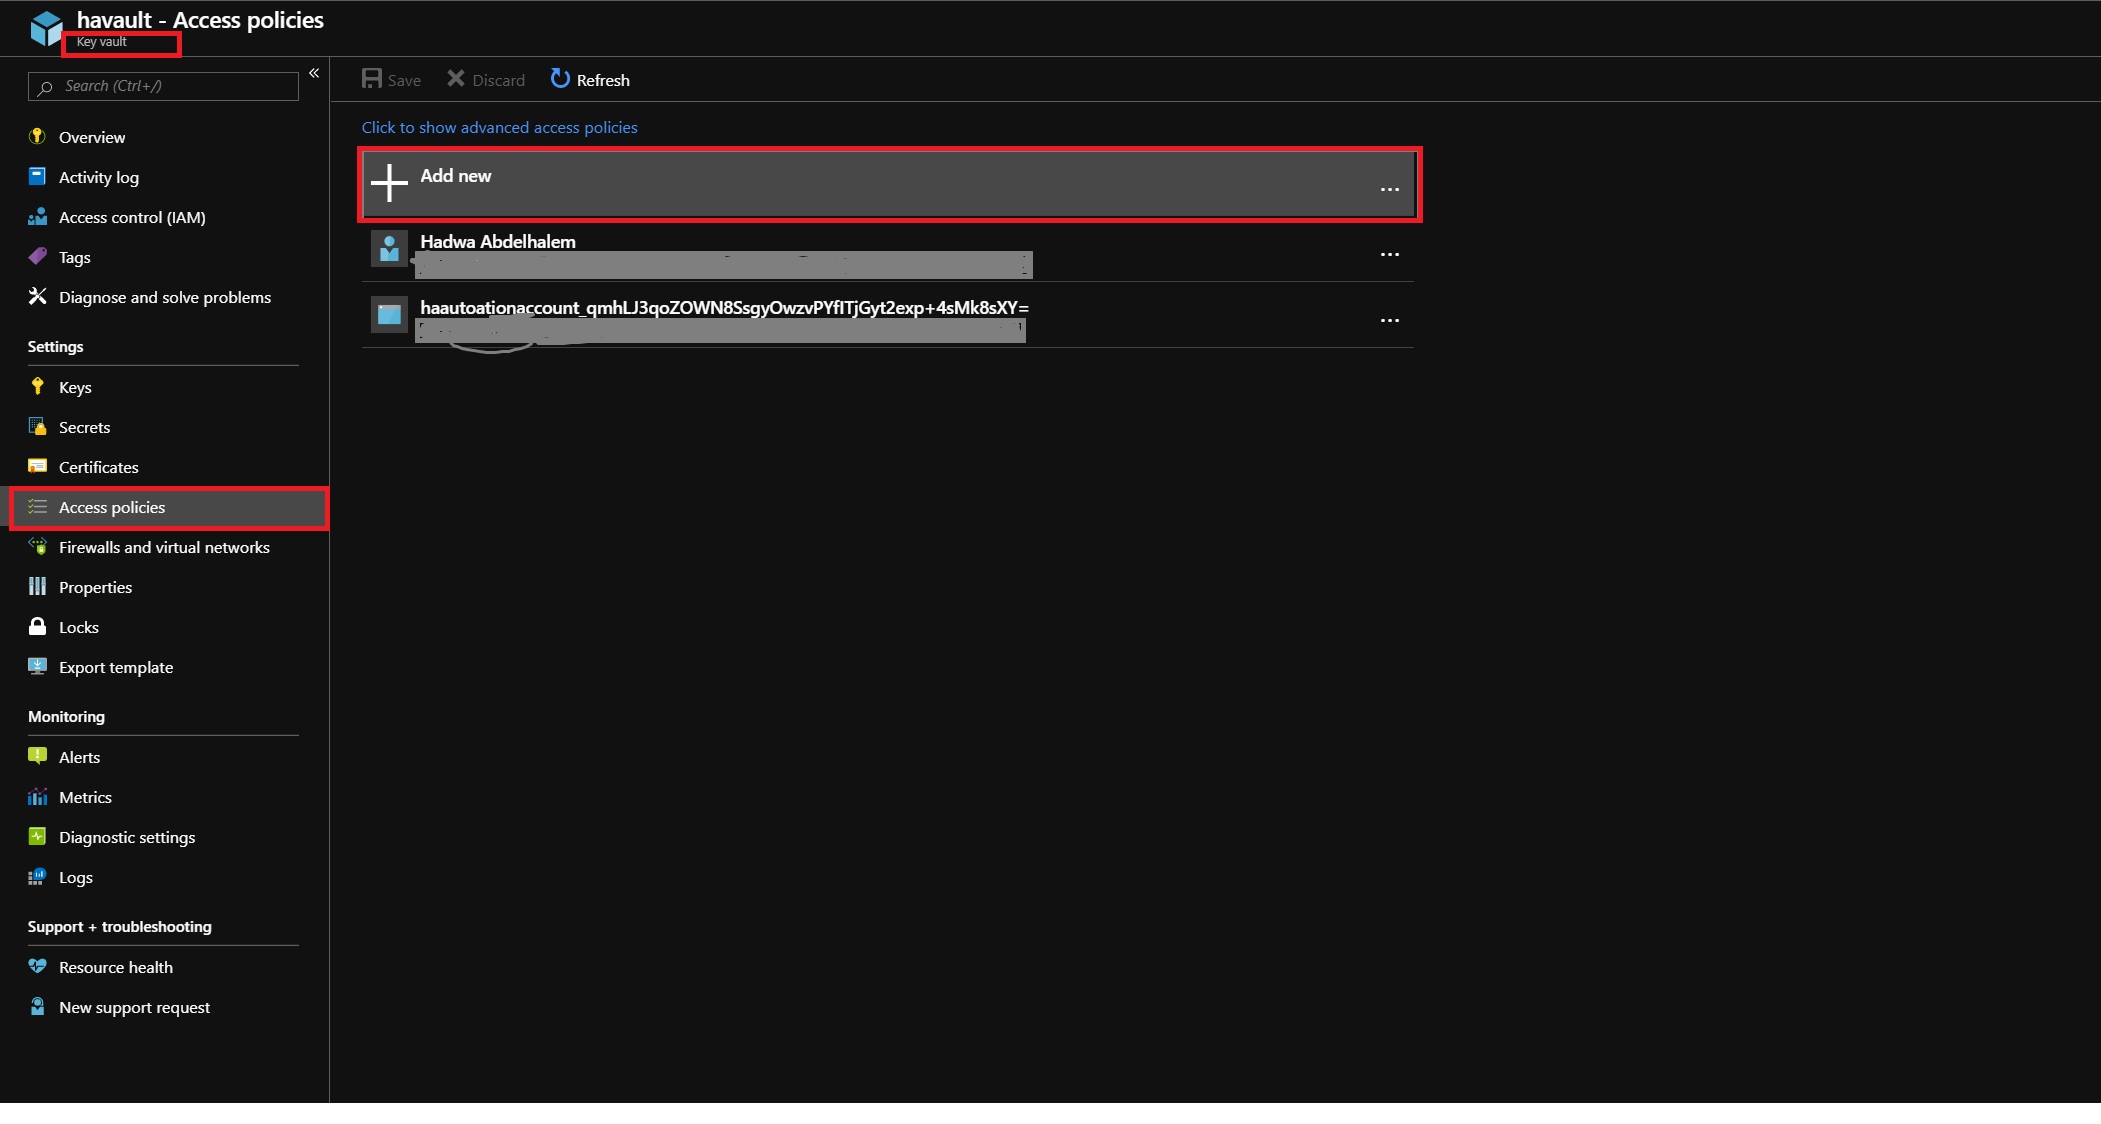 havault - Access policies
Key vault
Search (Ctrl+/)
«
Save
Discard
Refresh
Click to show advanced access policies
Overview
Activity log
Access control (IAM)
Tags
Diagnose and solve problems
Settings
Keys
Secrets
Certificates
Access policies
Firewalls and virtual networks
Properties
Locks
Export template
Monitoring
Alerts
Metrics
Diagnostic settings
Logs
Support + troubleshooting
Resource health
New support request
Add new
...
Hadwa Abdelhalem
...
haautoationaccount_qmhLJ3qoZOWN8SsgyOwzvPYfITjGyt2exp+4sMk8sXY=
...